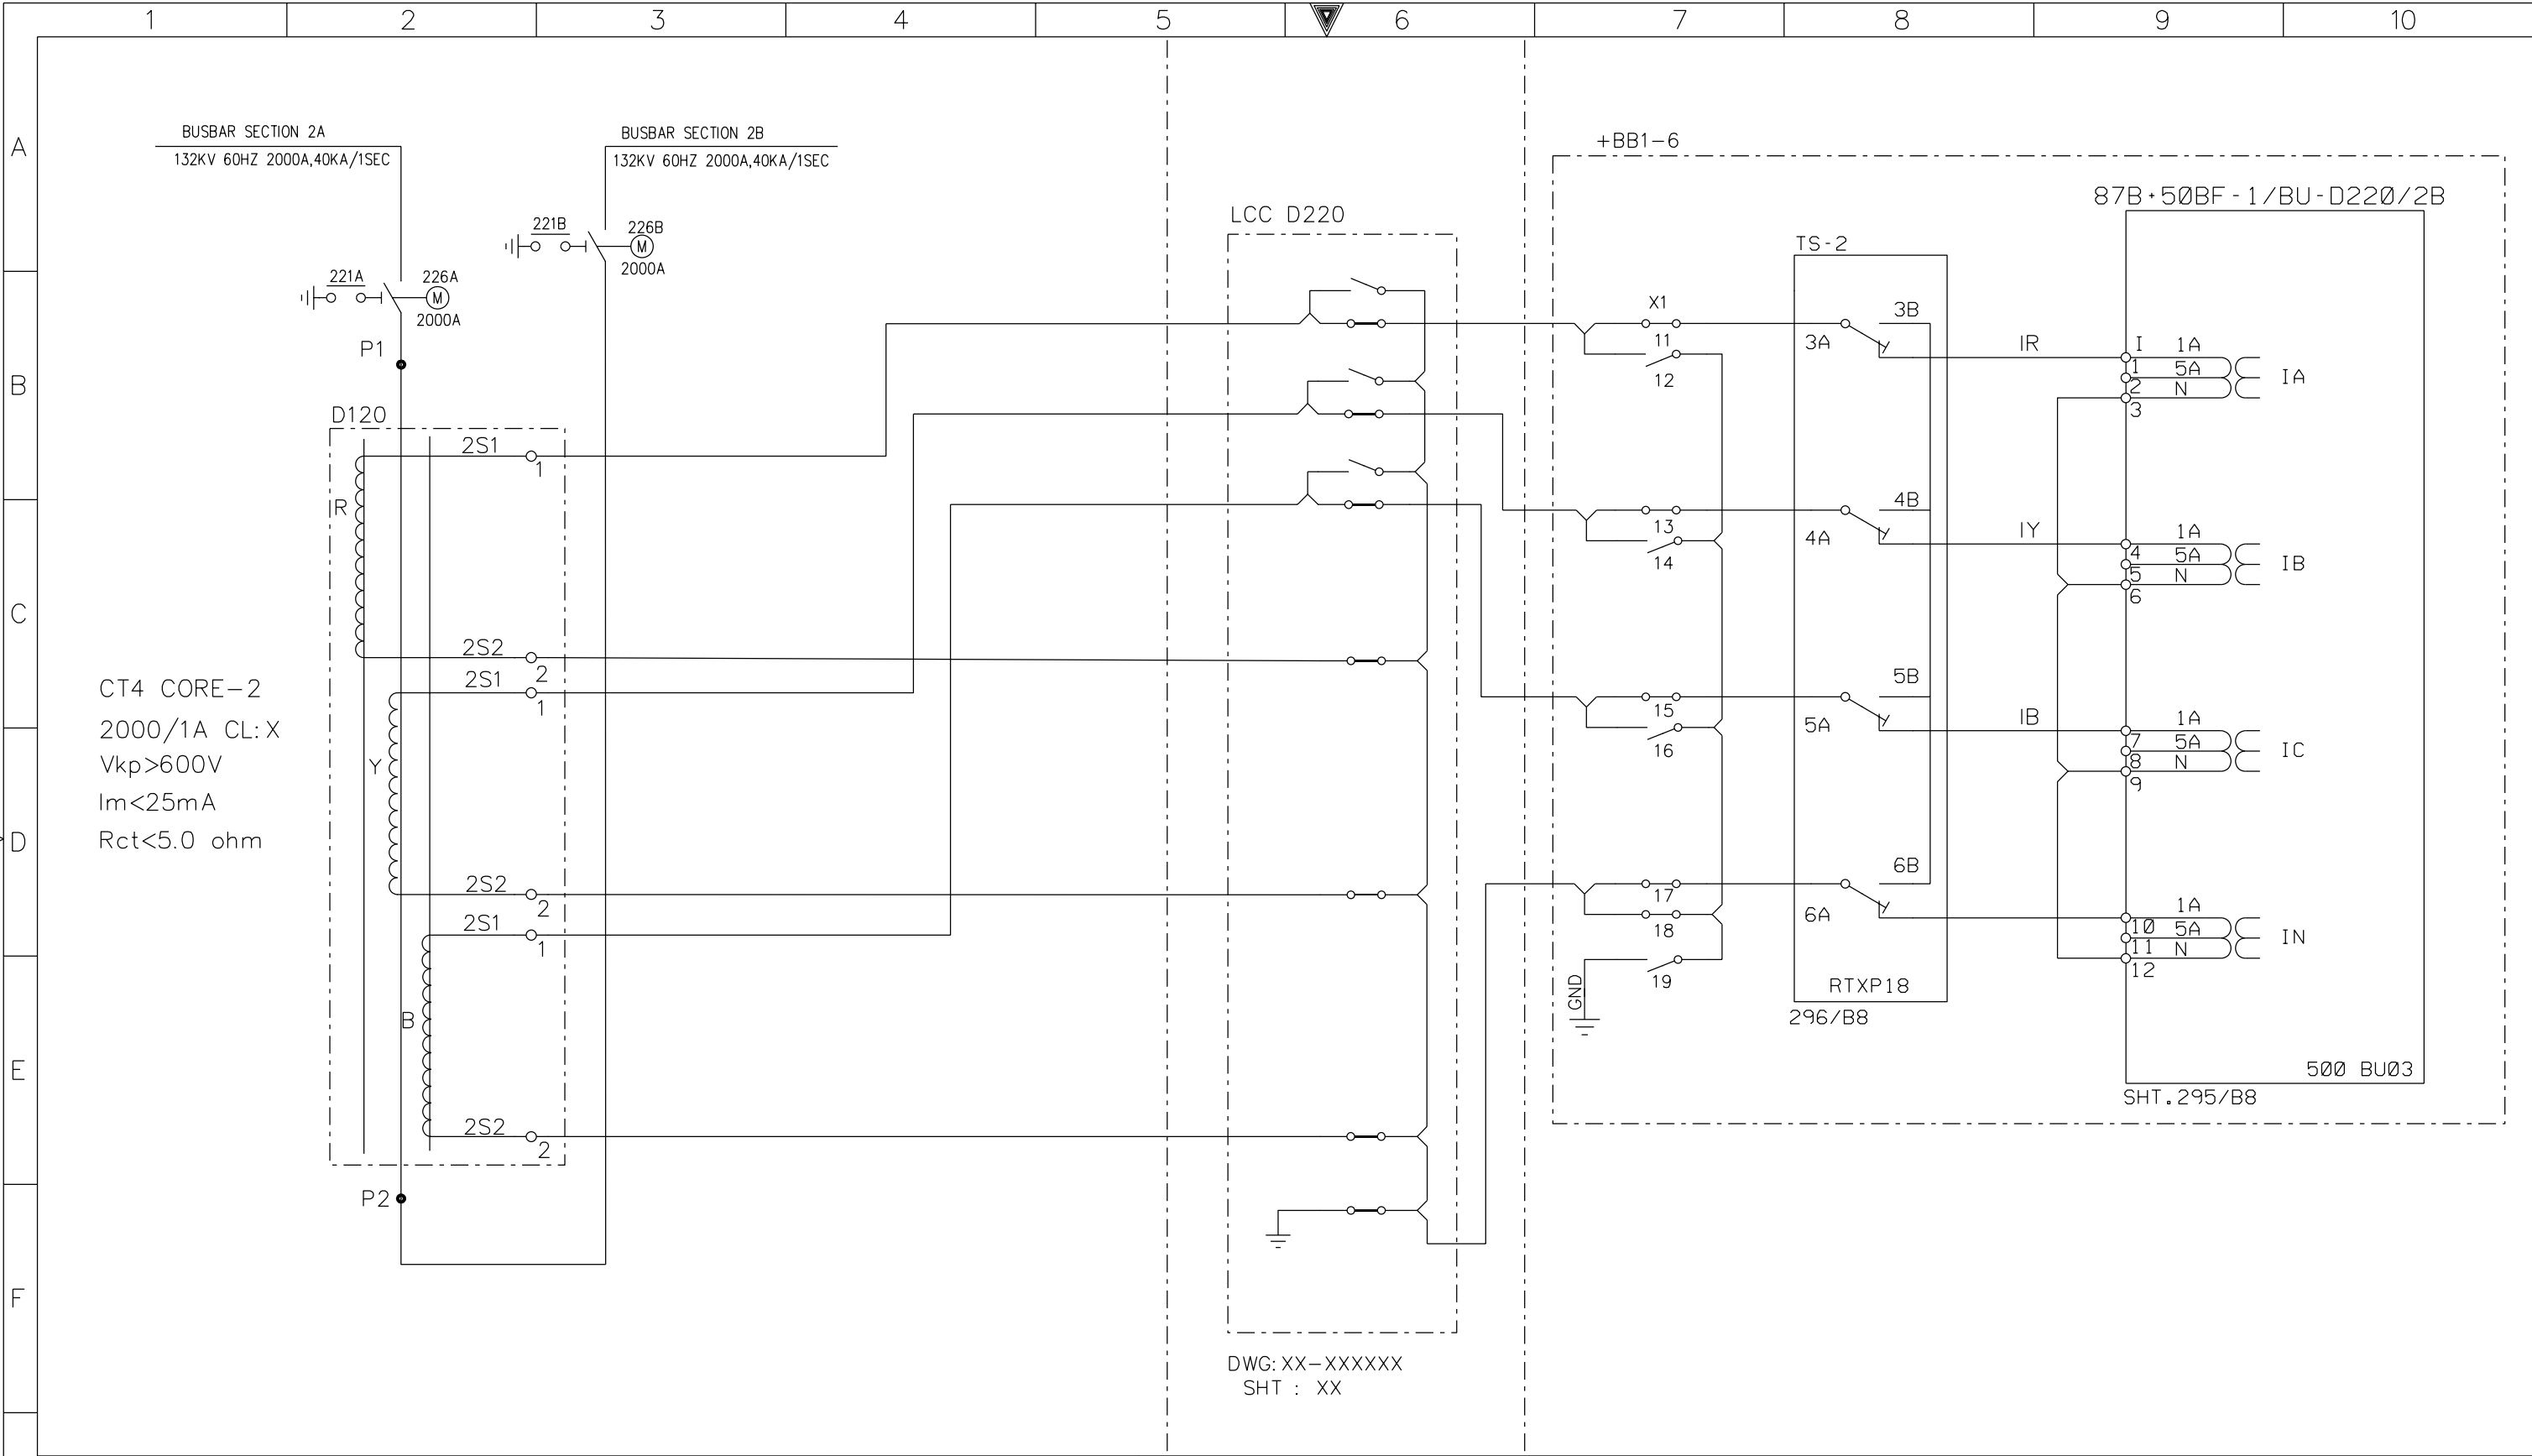 1 2 3 4 5 6 7 8 9 10
A
B
C
D
E
F
BUSBAR SECTION 2A
132KV 60HZ 2000A,40KA/1SEC
BUSBAR SECTION 2B
132KV 60HZ 2000A,40KA/1SEC
221B
226B
M
2000A
221A
226A
M
2000A
P1
D120
2S1
1
R
2S2
2
2S1
1
Y
2S2
2
2S1
1
B
2S2
2
P2
CT4 CORE-2
2000/1A CL:X
Vkp>600V
Im<25mA
Rct<5.0 ohm
LCC D220
DWG:XX-XXXXXX
SHT : XX
+BB1-6
X1
11
12
13
14
15
16
17
18
19
GND
TS-2
3B
3A
4B
4A
5B
5A
6B
6A
RTXP18
296/B8
IR
IY
IB
87B+50BF-1/BU-D220/2B
I 1A
1 5A
2 N
3
IA
1A
4 5A
5 N
6
IB
1A
7 5A
8 N
9
IC
1A
10 5A
11 N
12
IN
500 BU03
SHT.295/B8